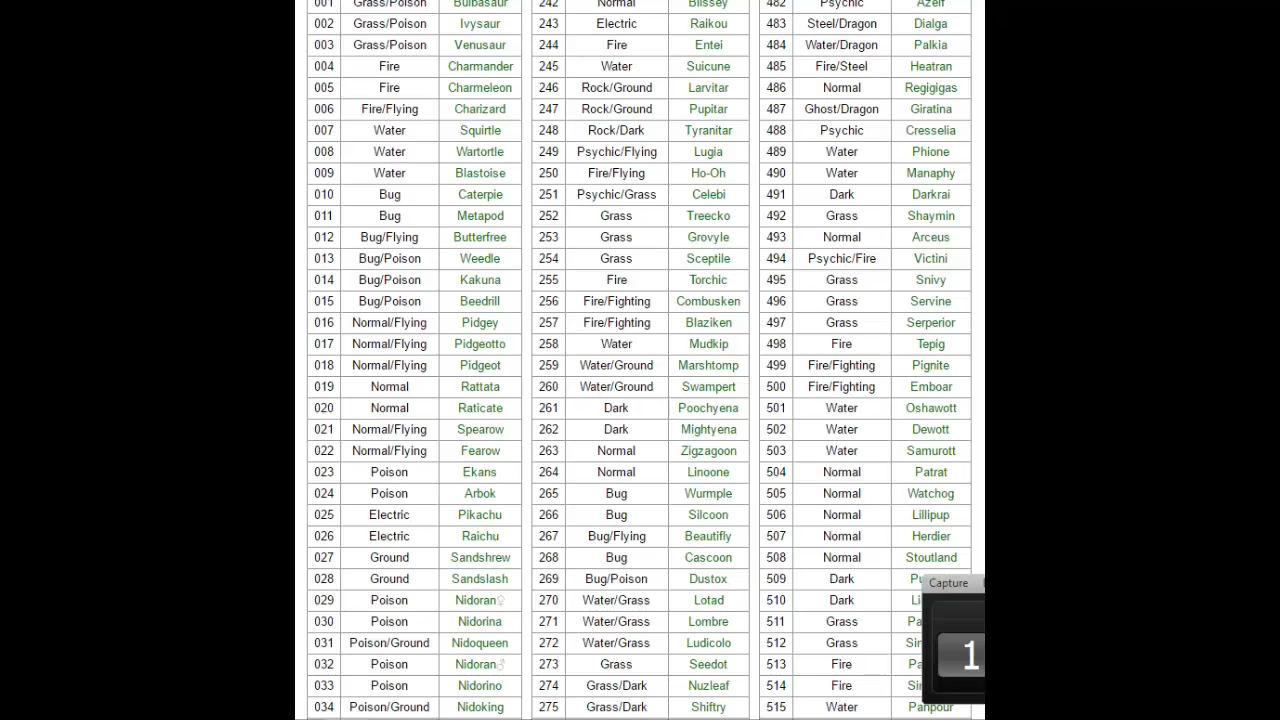 001 Grass/Poison Bulbasaur 242 Normal Blissey 482 Psychic Azelf
002 Grass/Poison Ivysaur 243 Electric Raikou 483 Steel/Dragon Dialga
003 Grass/Poison Venusaur 244 Fire Entei 484 Water/Dragon Palkia
004 Fire Charmander 245 Water Suicune 485 Fire/Steel Heatran
005 Fire Charmeleon 246 Rock/Ground Larvitar 486 Normal Regigigas
006 Fire/Flying Charizard 247 Rock/Ground Pupitar 487 Ghost/Dragon Giratina
007 Water Squirtle 248 Rock/Dark Tyranitar 488 Psychic Cresselia
008 Water Wartortle 249 Psychic/Flying Lugia 489 Water Phione
009 Water Blastoise 250 Fire/Flying Ho-Oh 490 Water Manaphy
010 Bug Caterpie 251 Psychic/Grass Celebi 491 Dark Darkrai
011 Bug Metapod 252 Grass Treecko 492 Grass Shaymin
012 Bug/Flying Butterfree 253 Grass Grovyle 493 Normal Arceus
013 Bug/Poison Weedle 254 Grass Sceptile 494 Psychic/Fire Victini
014 Bug/Poison Kakuna 255 Fire Torchic 495 Grass Snivy
015 Bug/Poison Beedrill 256 Fire/Fighting Combusken 496 Grass Servine
016 Normal/Flying Pidgey 257 Fire/Fighting Blaziken 497 Grass Serperior
017 Normal/Flying Pidgeotto 258 Water Mudkip 498 Fire Tepig
018 Normal/Flying Pidgeot 259 Water/Ground Marshtomp 499 Fire/Fighting Pignite
019 Normal Rattata 260 Water/Ground Swampert 500 Fire/Fighting Emboar
020 Normal Raticate 261 Dark Poochyena 501 Water Oshawott
021 Normal/Flying Spearow 262 Dark Mightyena 502 Water Dewott
022 Normal/Flying Fearow 263 Normal Zigzagoon 503 Water Samurott
023 Poison Ekans 264 Normal Linoone 504 Normal Patrat
024 Poison Arbok 265 Bug Wurmple 505 Normal Watchog
025 Electric Pikachu 266 Bug Silcoon 506 Normal Lillipup
026 Electric Raichu 267 Bug/Flying Beautifly 507 Normal Herdier
027 Ground Sandshrew 268 Bug Cascoon 508 Normal Stoutland
028 Ground Sandslash 269 Bug/Poison Dustox 509 Dark
Capture
029 Poison Nidoran♀ 270 Water/Grass Lotad 510 Dark
030 Poison Nidorina 271 Water/Grass Lombre 511 Grass
031 Poison/Ground Nidoqueen 272 Water/Grass Ludicolo 512 Grass
1
032 Poison Nidoran♂ 273 Grass Seedot 513 Fire
033 Poison Nidorino 274 Grass/Dark Nuzleaf 514 Fire
034 Poison/Ground Nidoking 275 Grass/Dark Shiftry 515 Water Panpour